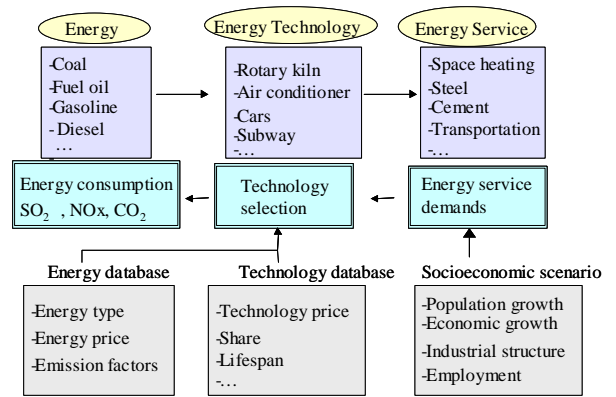 Energy
Energy Technology
Energy Service
-Coal
-Fuel oil
-Gasoline
- Diesel
…
-
-Rotary kiln
-Air conditioner
-Cars
-Subway
-…
-Space heating
-Steel
-Cement
-Transportation
-…
Energy consumption
SO2 , NOx, CO2
Technology
selection
Energy service
demands
Energy database
-Energy type
-Energy price
-Emission factors
Technology database
-Technology price
-Share
-Lifespan
-…
Socioeconomic scenario
-Population growth
-Economic growth
-Industrial structure
-Employment